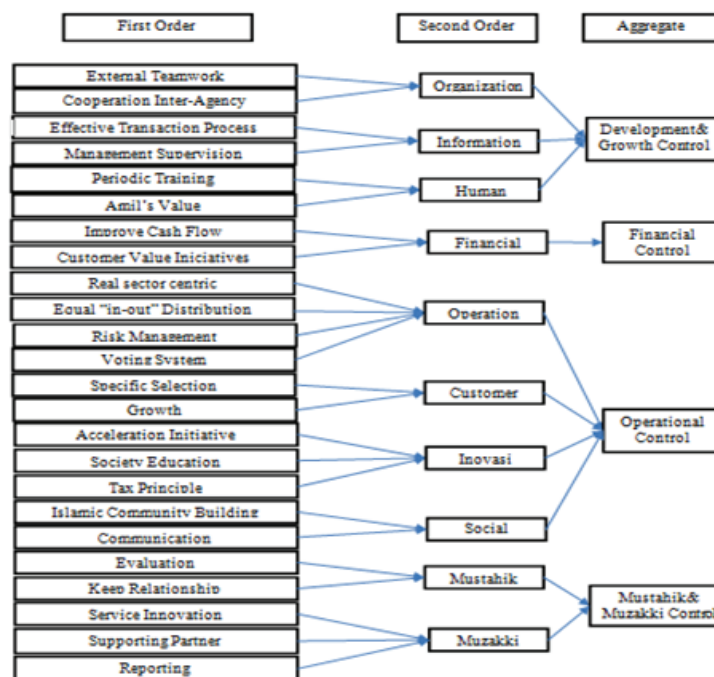 First Order
Second Order
Aggregate
External Teamwork
Cooperation Inter-Agency
Effective Transaction Process
Management Supervision
Periodic Training
Amil's Value
Improve Cash Flow
Customer Value Iniciatives
Real sector centric
Equal "in-out" Distribution
Risk Management
Voting System
Specific Selection
Growth
Acceleration Initiative
Society Education
Tax Principle
Islamic Community Building
Communication
Evaluation
Keep Relationship
Service Innovation
Supporting Partner
Reporting
Organization
Information
Human
Financial
Operation
Customer
Inovasi
Social
Mustahik
Muzakki
Development&
Growth Control
Financial
Control
Operational
Control
Mustahik&
Muzakki Control